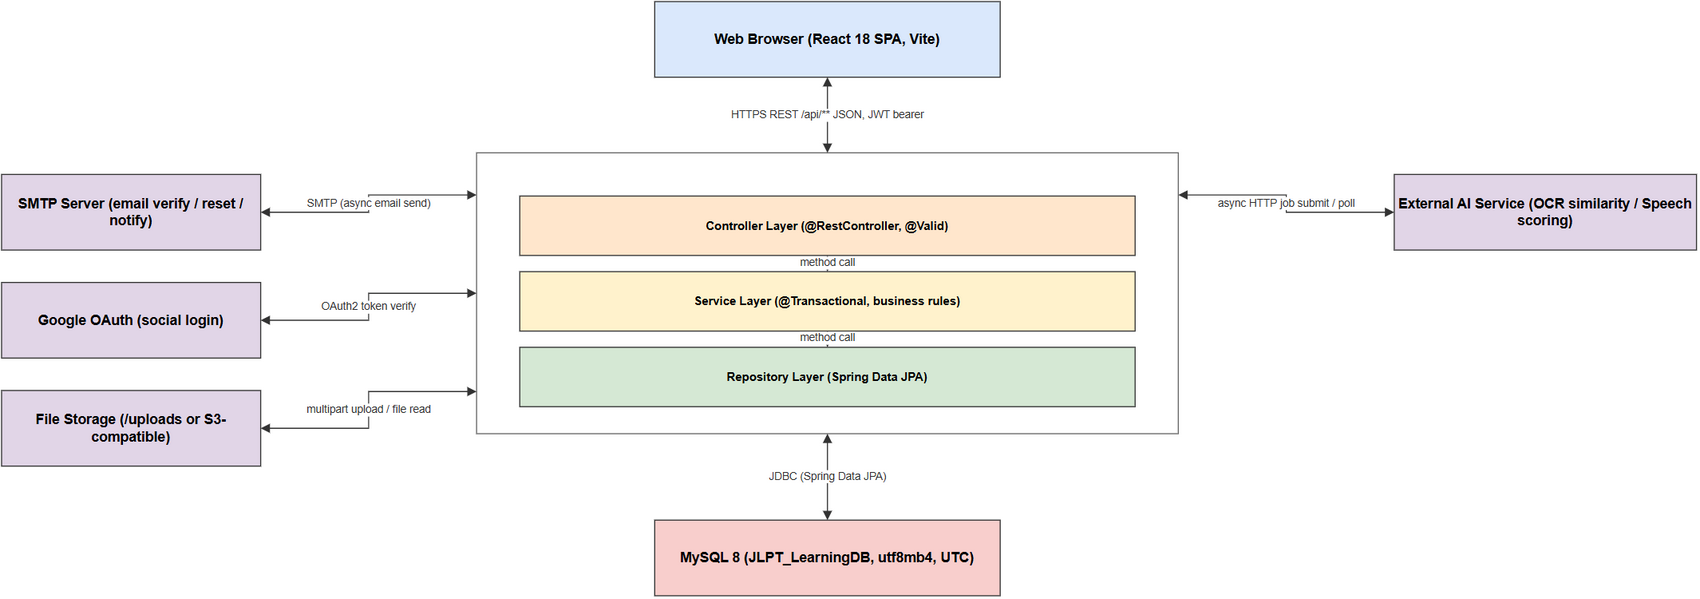 Web Browser (React 18 SPA, Vite)
HTTPS REST /api/** JSON, JWT bearer
SMTP Server (email verify / reset /
notify)
SMTP (async email send)
Controller Layer (@RestController, @Valid)
async HTTP job submit / poll
External AI Service (OCR similarity / Speech
scoring)
method call
Google OAuth (social login)
OAuth2 token verify
Service Layer (@Transactional, business rules)
method call
File Storage (/uploads or S3-
compatible)
multipart upload / file read
Repository Layer (Spring Data JPA)
JDBC (Spring Data JPA)
MySQL 8 (JLPT_LearningDB, utf8mb4, UTC)